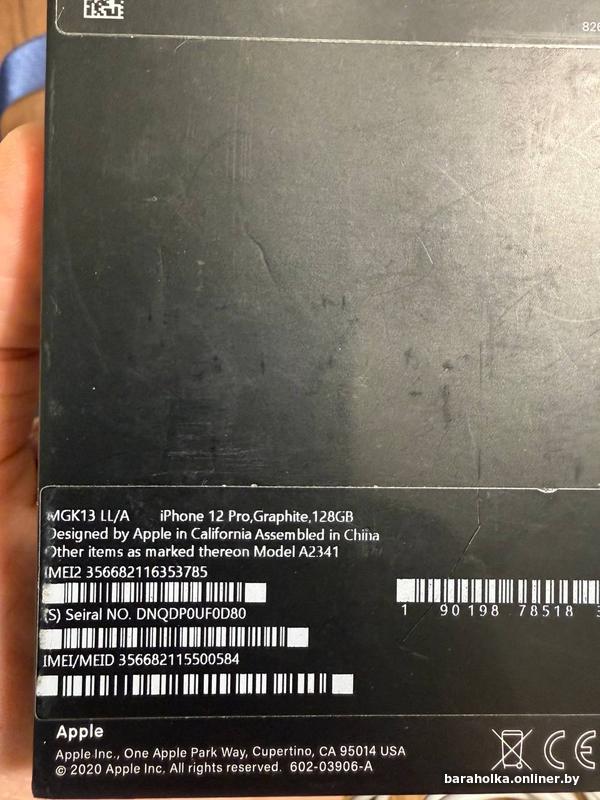 826
MGK13 LL/A iPhone 12 Pro,Graphite,128GB
Designed by Apple in California Assembled in China
Other items as marked thereon Model A2341
IMEI2 356682116353785
(S) Seiral NO. DNQDP0UF0D80
IMEI/MEID 356682115500584
1 90198 78518 3
Apple
Apple Inc., One Apple Park Way, Cupertino, CA 95014 USA
© 2020 Apple Inc. All rights reserved. 602-03906-A
CE
baraholka.onliner.by